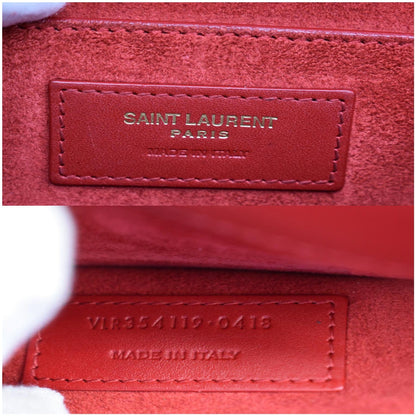 SAINT LAURENT
PARIS
MADE IN ITALY
VIR354119-0418
MADE IN ITALY